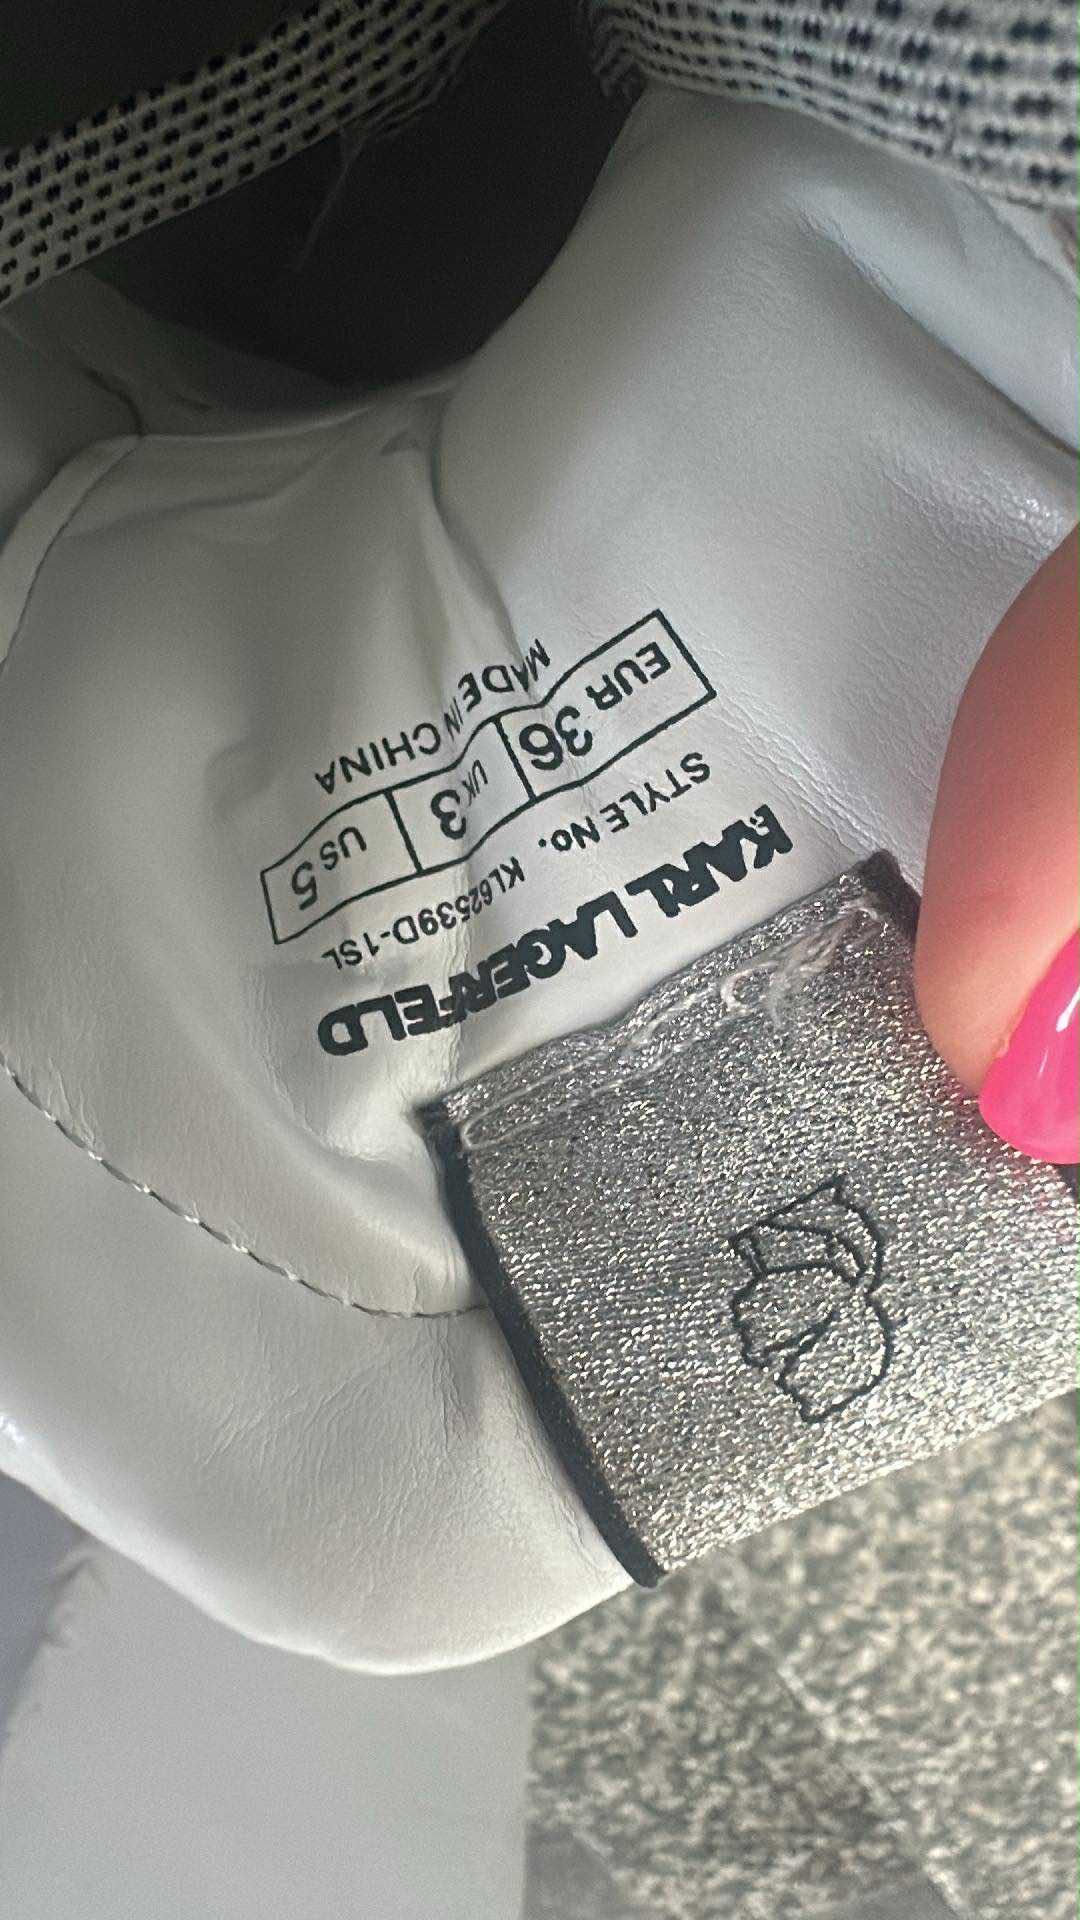 KARL LAGERFELD
STYLE No. KL62539D-1SL
EUR 36 UK 3 US 5
MADE IN CHINA